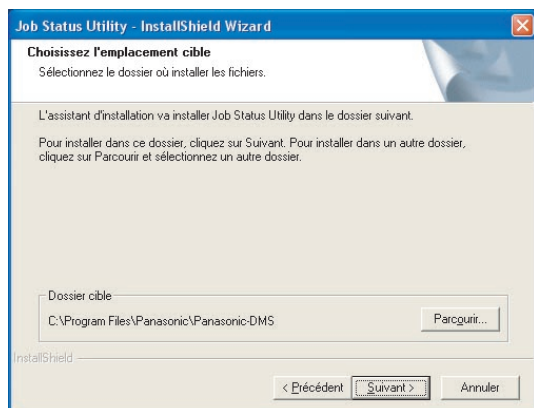 Job Status Utility - InstallShield Wizard
Choisissez l'emplacement cible
Sélectionnez le dossier où installer les fichiers.
L'assistant d'installation va installer Job Status Utility dans le dossier suivant.
Pour installer dans ce dossier, cliquez sur Suivant. Pour installer dans un autre dossier,
cliquez sur Parcourir et sélectionnez un autre dossier.
Dossier cible
C:\Program Files\Panasonic\Panasonic-DMS
Parcourir...
InstallShield
< Précédent
Suivant >
Annuler